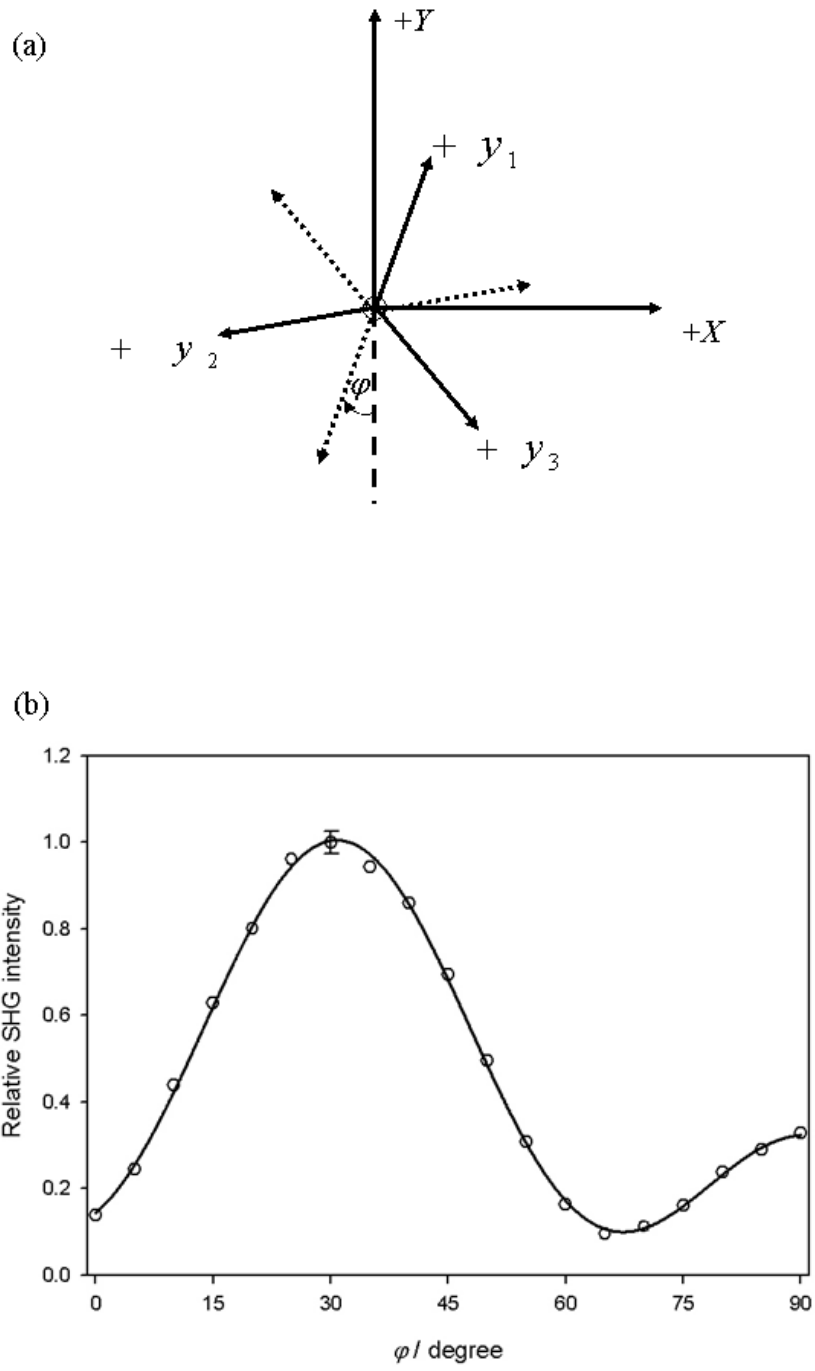 (a)
+Y
+ y1
+X
+ y2
φ
+ y3
(b)
1.2
1.0
0.8
0.6
0.4
0.2
0.0
Relative SHG intensity
0 15 30 45 60 75 90
φ / degree